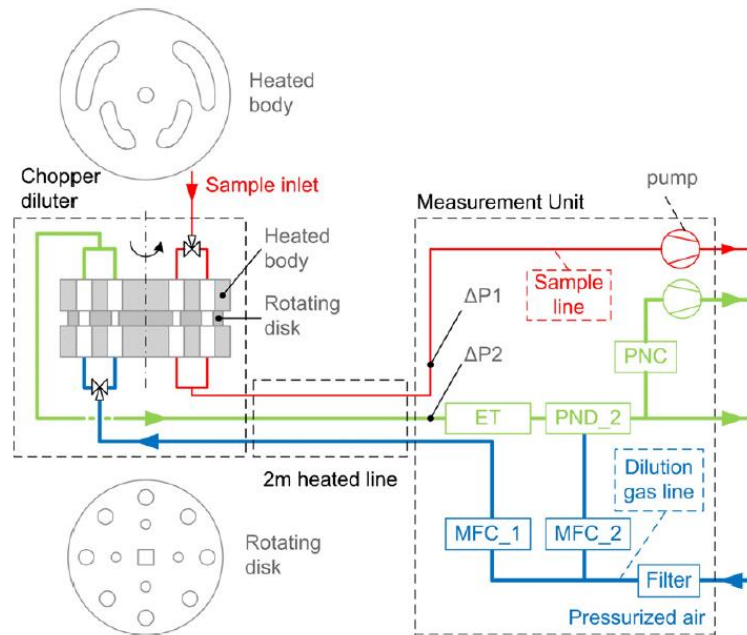 Heated
body
Chopper
diluter
Sample inlet
Measurement Unit
pump
Heated
body
Rotating
disk
Sample
line
ΔP1
ΔP2
PNC
ET
PND_2
2m heated line
Dilution
gas line
MFC_1
MFC_2
Filter
Pressurized air
Rotating
disk